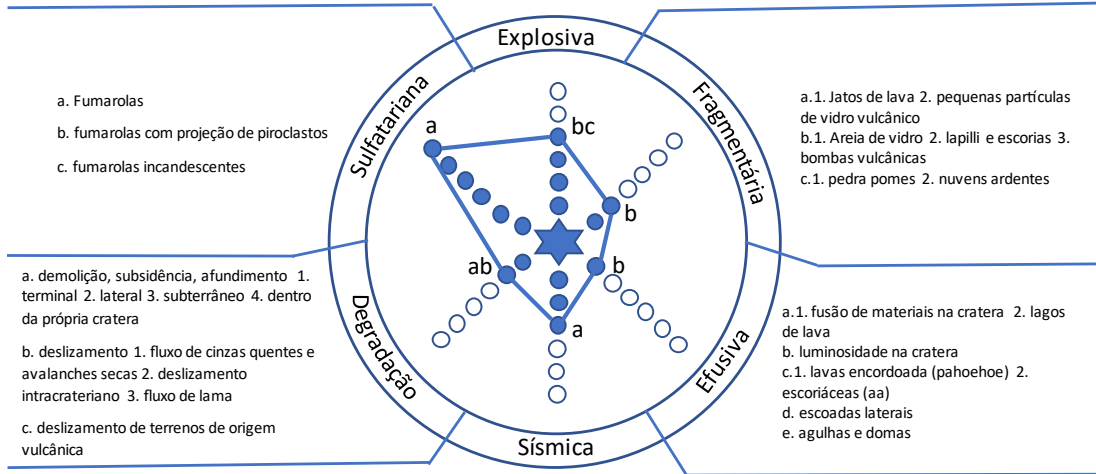 Explosiva
Sulfatariana
Fragmentária
a. Fumarolas
b. fumarolas com projeção de piroclastos
c. fumarolas incandescentes
a.1. Jatos de lava 2. pequenas partículas
de vidro vulcânico
b.1. Areia de vidro 2. lapilli e escorias 3.
bombas vulcânicas
c.1. pedra pomes 2. nuvens ardentes
a
bc
b
ab
b
a
a. demolição, subsidência, afundimento 1.
terminal 2. lateral 3. subterrâneo 4. dentro
da própria cratera
b. deslizamento 1. fluxo de cinzas quentes e
avalanches secas 2. deslizamento
intracrateriano 3. fluxo de lama
c. deslizamento de terrenos de origem
vulcânica
a.1. fusão de materiais na cratera 2. lagos
de lava
b. luminosidade na cratera
c.1. lavas encordoada (pahoehoe) 2.
escoriáceas (aa)
d. escoadas laterais
e. agulhas e domas
Degradação
Efusiva
Sísmica